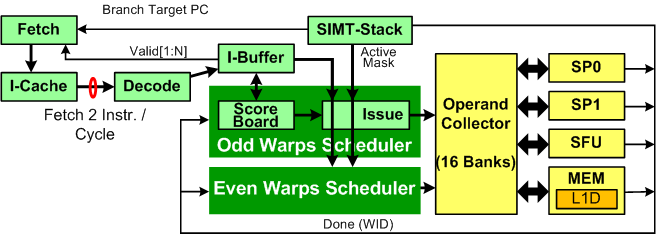 Branch Target PC
Fetch
SIMT-Stack
Valid[1:N]
I-Buffer
Active
Mask
I-Cache
Decode
Fetch 2 Instr. /
Cycle
Score
Board
Issue
Odd Warps Scheduler
Even Warps Scheduler
Operand
Collector
(16 Banks)
SP0
SP1
SFU
MEM
L1D
Done (WID)